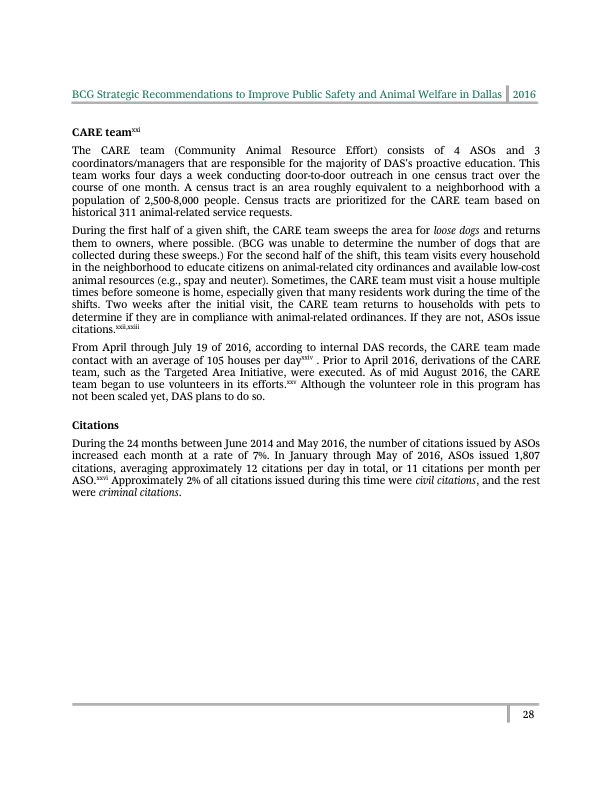 BCG Strategic Recommendations to Improve Public Safety and Animal Welfare in Dallas 2016
CARE teamxxi
The CARE team (Community Animal Resource Effort) consists of 4 ASOs and 3
coordinators/managers that are responsible for the majority of DAS's proactive education. This
team works four days a week conducting door-to-door outreach in one census tract over the
course of one month. A census tract is an area roughly equivalent to a neighborhood with a
population of 2,500-8,000 people. Census tracts are prioritized for the CARE team based on
historical 311 animal-related service requests.
During the first half of a given shift, the CARE team sweeps the area for loose dogs and returns
them to owners, where possible. (BCG was unable to determine the number of dogs that are
collected during these sweeps.) For the second half of the shift, this team visits every household
in the neighborhood to educate citizens on animal-related city ordinances and available low-cost
animal resources (e.g., spay and neuter). Sometimes, the CARE team must visit a house multiple
times before someone is home, especially given that many residents work during the time of the
shifts. Two weeks after the initial visit, the CARE team returns to households with pets to
determine if they are in compliance with animal-related ordinances. If they are not, ASOs issue
citations.xxii,xxiii
From April through July 19 of 2016, according to internal DAS records, the CARE team made
contact with an average of 105 houses per dayxxiv . Prior to April 2016, derivations of the CARE
team, such as the Targeted Area Initiative, were executed. As of mid August 2016, the CARE
team began to use volunteers in its efforts.xxv Although the volunteer role in this program has
not been scaled yet, DAS plans to do so.
Citations
During the 24 months between June 2014 and May 2016, the number of citations issued by ASOs
increased each month at a rate of 7%. In January through May of 2016, ASOs issued 1,807
citations, averaging approximately 12 citations per day in total, or 11 citations per month per
ASO.xxvi Approximately 2% of all citations issued during this time were civil citations, and the rest
were criminal citations.
28